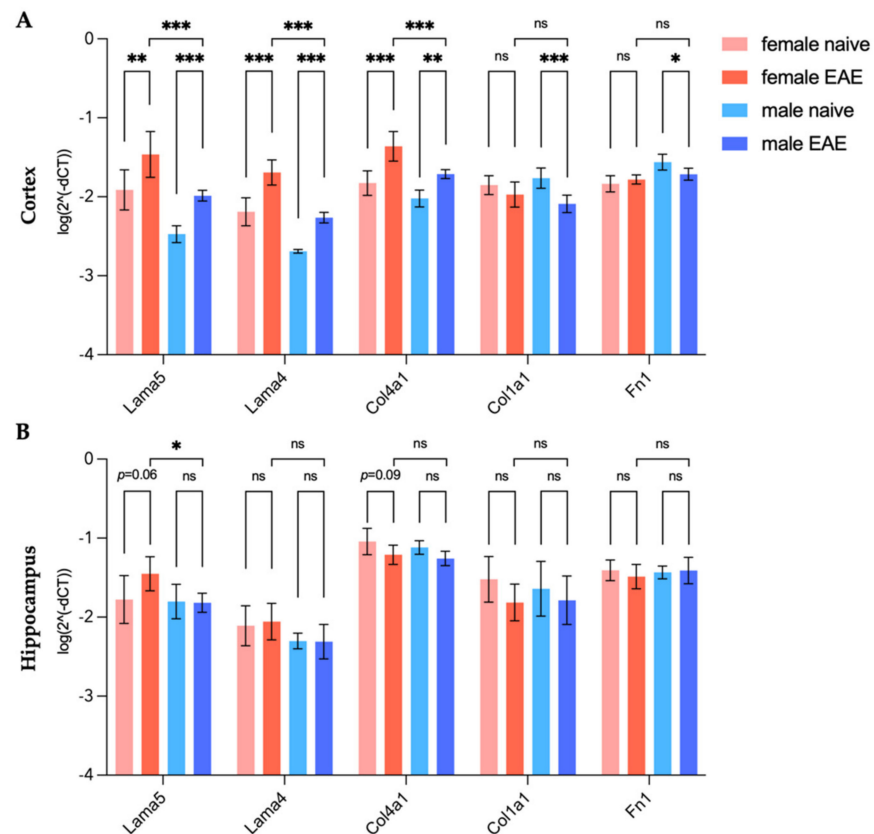 A
*** *** *** ns ns
** *** *** *** *** ** ns *** ns *
female naive
female EAE
male naive
male EAE
Cortex
log(2^(-dCT))
0
-1
-2
-3
-4
Lama5 Lama4 Col4a1 Col1a1 Fn1
B
* ns ns ns ns
p=0.06 ns ns ns p=0.09 ns ns ns ns ns
Hippocampus
log(2^(-dCT))
0
-1
-2
-3
-4
Lama5 Lama4 Col4a1 Col1a1 Fn1